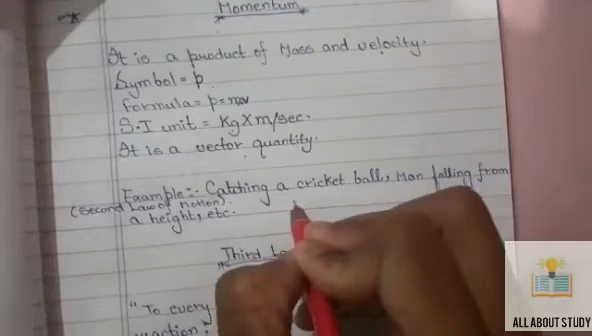 Momentum
It is a product of Mass and velocity.
Symbol = p
Formula = p = mv
S.I unit = Kg X m/sec.
It is a vector quantity.
Example:- Catching a cricket ball, Man falling from
(Second Law of Motion).
a height, etc.
Third
"To every
reaction
ALL ABOUT STUDY